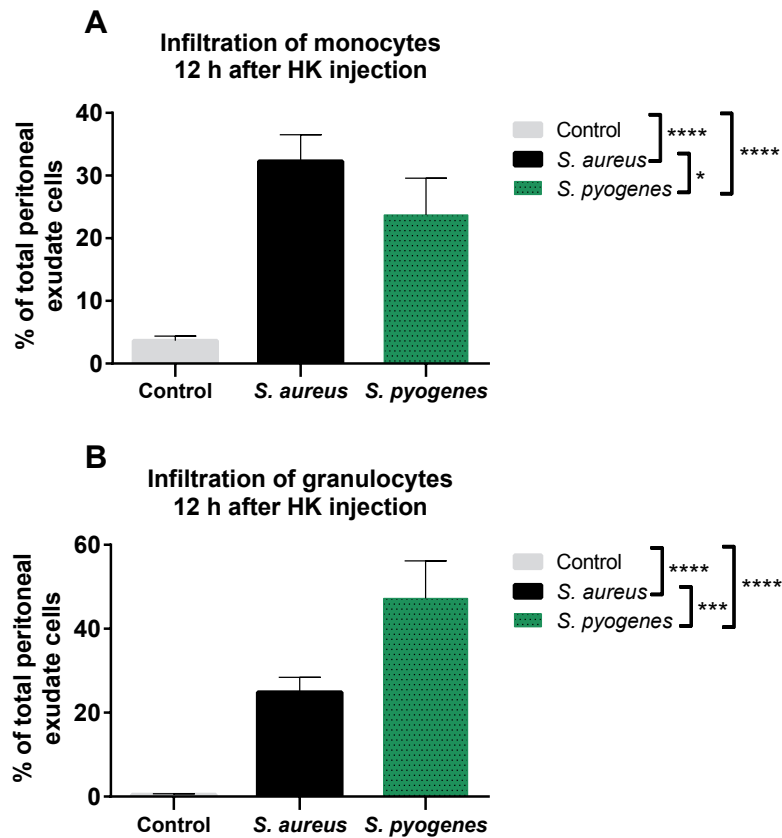 A
Infiltration of monocytes
12 h after HK injection
% of total peritoneal
exudate cells
40
30
20
10
0
Control
S. aureus
S. pyogenes
Control
S. aureus
S. pyogenes
****
*
****
B
Infiltration of granulocytes
12 h after HK injection
% of total peritoneal
exudate cells
60
40
20
0
Control
S. aureus
S. pyogenes
Control
S. aureus
S. pyogenes
****
***
****